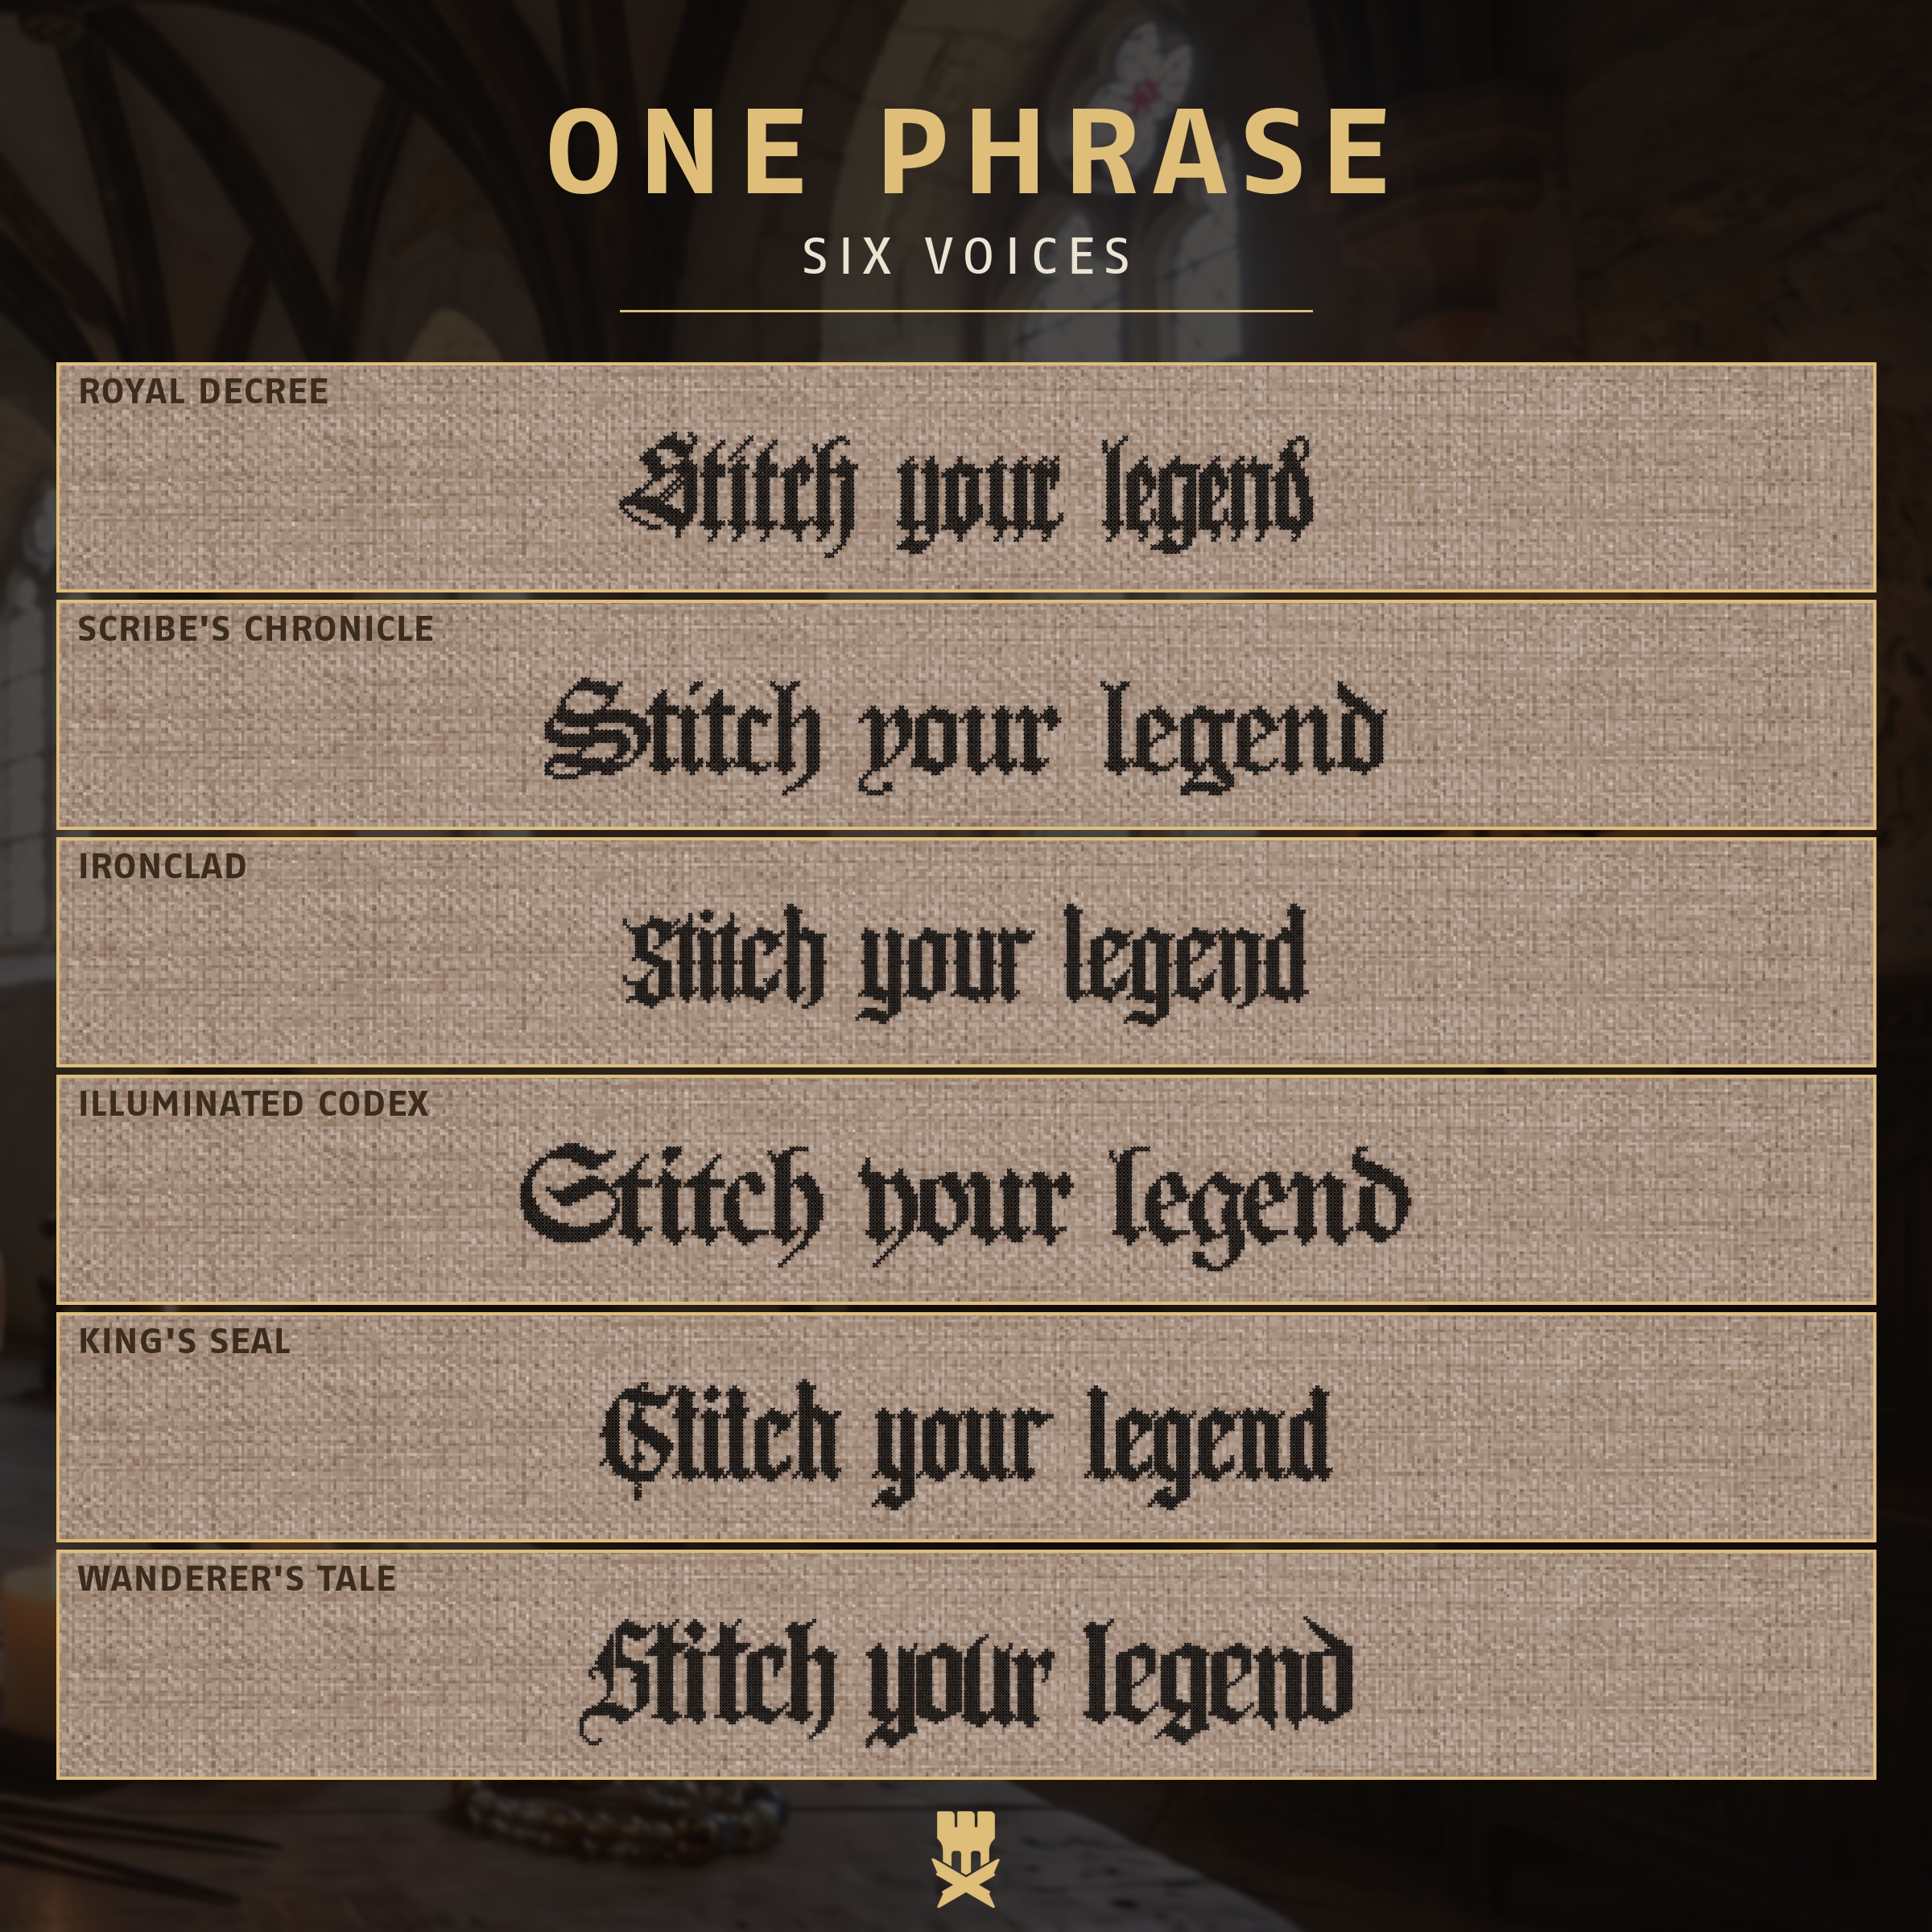 ONE PHRASE
SIX VOICES
ROYAL DECREE
Stitch your legend
SCRIBE'S CHRONICLE
Stitch your legend
IRONCLAD
Stitch your legend
ILLUMINATED CODEX
Stitch your legend
KING'S SEAL
Stitch your legend
WANDERER'S TALE
Stitch your legend